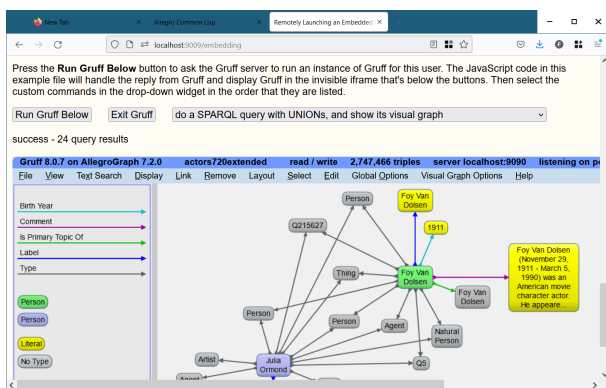 New Tab
Allegro Common Lisp
Remotely Launching an Embedded
localhost:9009/embedding
Press the Run Gruff Below button to ask the Gruff server to run an instance of Gruff for this user. The JavaScript code in this
example file will handle the reply from Gruff and display Gruff in the invisible iframe that's below the buttons. Then select the
custom commands in the drop-down widget in the order that they are listed.
Run Gruff Below
Exit Gruff
do a SPARQL query with UNIONs, and show its visual graph
success - 24 query results
Gruff 8.0.7 on AllegroGraph 7.2.0 actors720extended read / write 2,747,466 triples server localhost:9090 listening on
File View Text Search Display Link Remove Layout Select Edit Global Options Visual Graph Options Help
Birth Year
Comment
Is Primary Topic Of
Label
Type
Person
Person
Literal
No Type
Person
Foy Van
Dolsen
Q215627
1911
Thing
Foy Van
Dolsen
Foy Van Dolsen
(November 29,
1911 - March 5,
1990) was an
American movie
character actor.
He appeare...
Foy Van
Dolsen
Person
Person
Agent
Natural
Person
Artist
Julia
Ormond
Q5
Agent